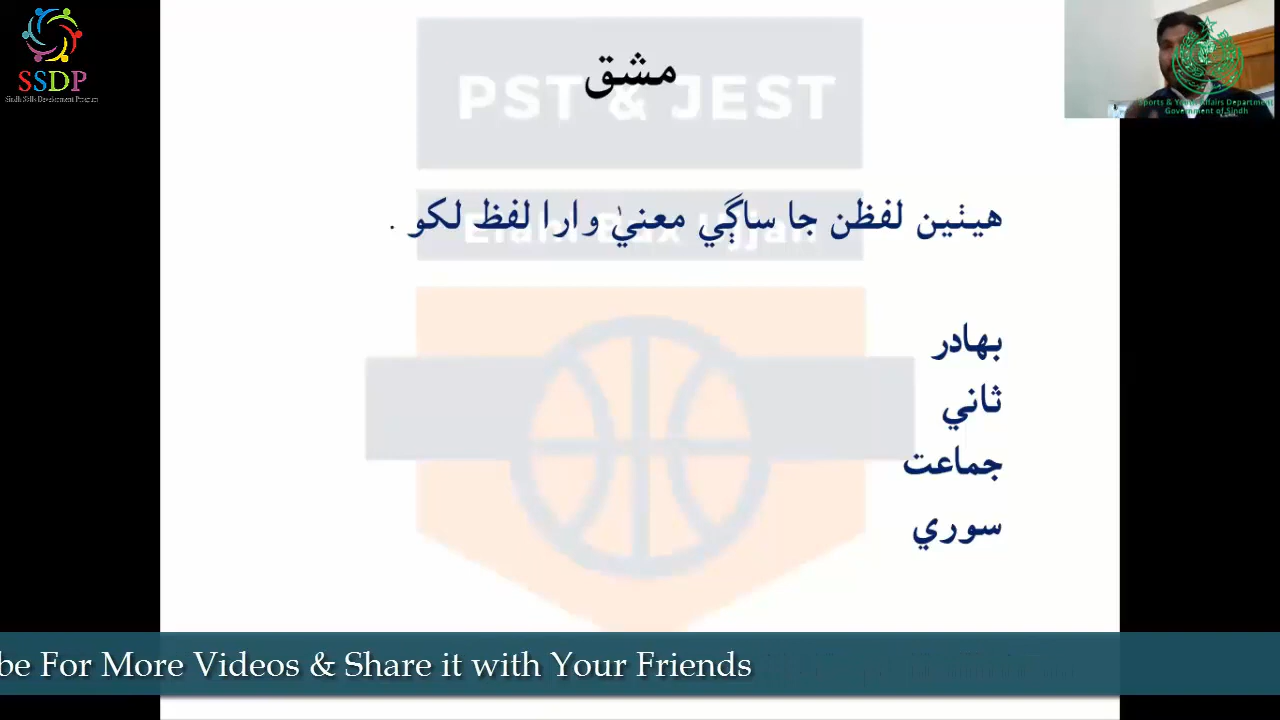 SSDP
Sindh Skills Development Program
Sports & Youth Affairs Department
Government of Sindh
PST & JEST
مشق
هيٺين لفظن جا ساڳي معنيٰ وارا لفظ لکو .
بهادر
ثاني
جماعت
سوري
be For More Videos & Share it with Your Friends